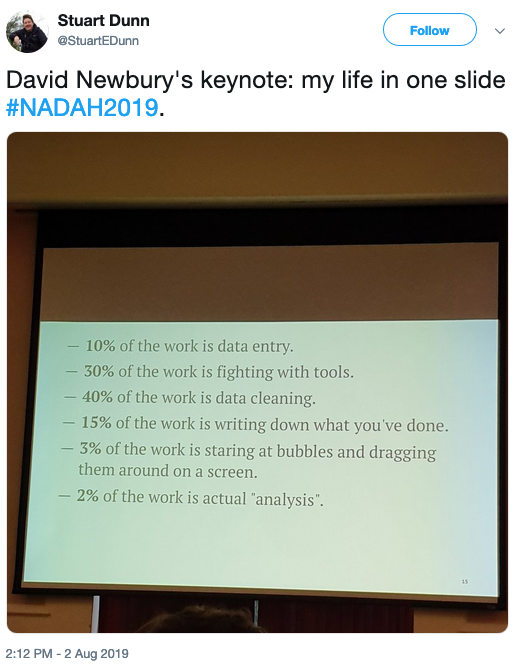 Stuart Dunn
@StuartEDunn
Follow
David Newbury's keynote: my life in one slide
#NADAH2019.
— 10% of the work is data entry.
— 30% of the work is fighting with tools.
— 40% of the work is data cleaning.
— 15% of the work is writing down what you've done.
— 3% of the work is staring at bubbles and dragging
them around on a screen.
— 2% of the work is actual "analysis".
2:12 PM - 2 Aug 2019